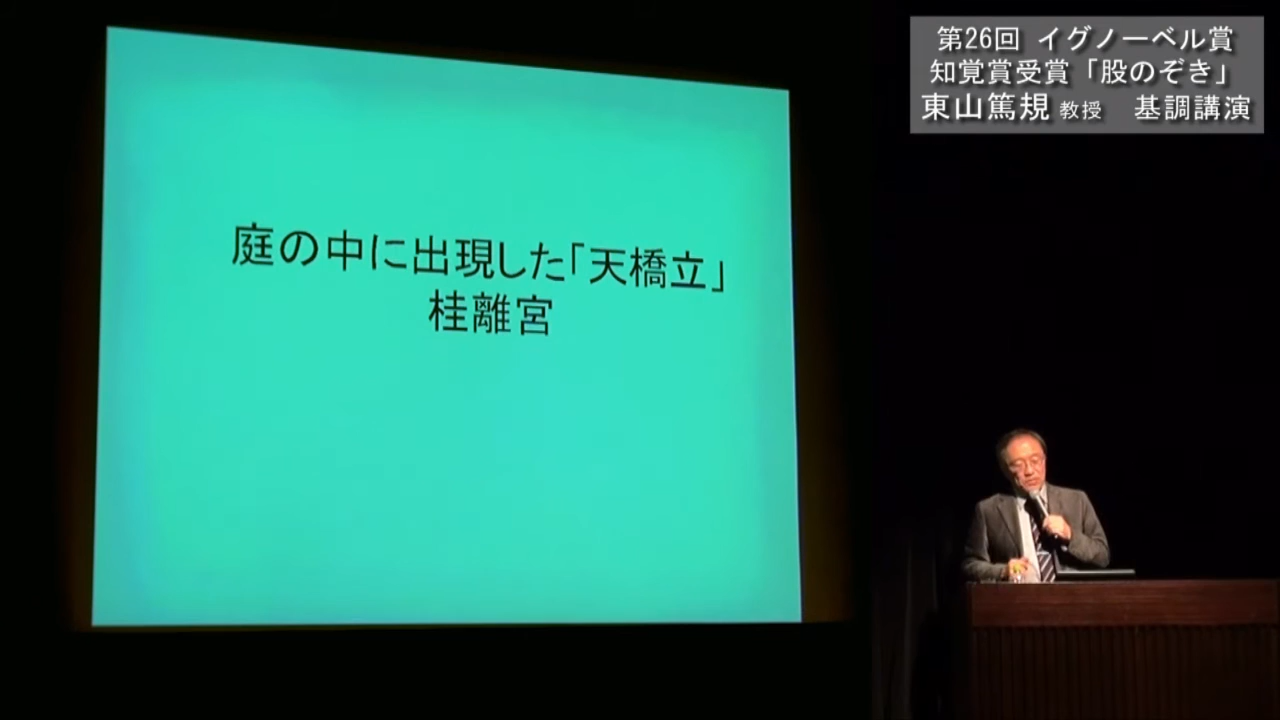 第26回 イグノーベル賞
知覚賞受賞「股のぞき」
東山篤規 教授 基調講演
庭の中に出現した「天橋立」
桂離宮